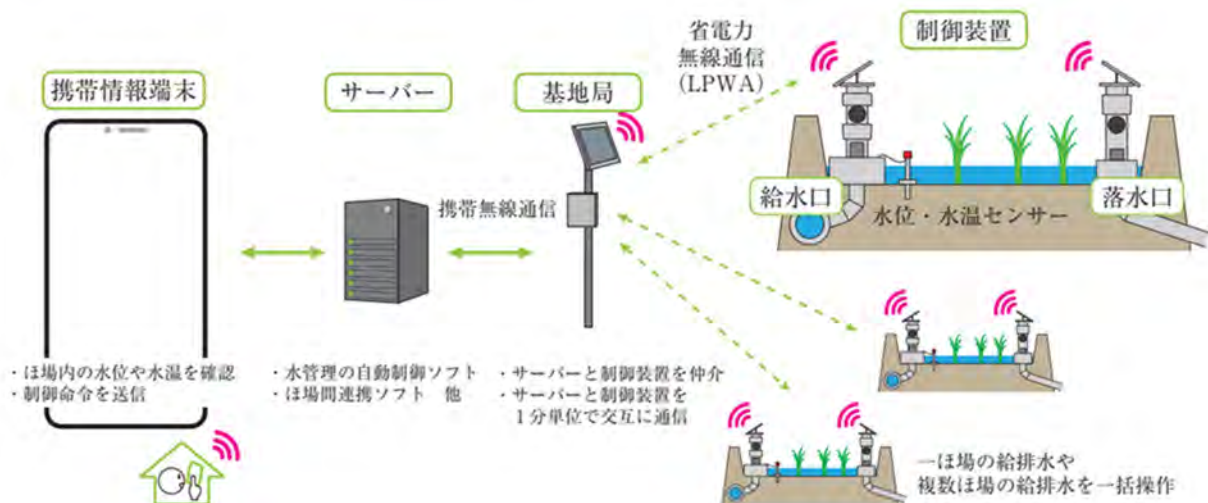 携帯情報端末
サーバー
基地局
省電力
無線通信
(LPWA)
制御装置
携帯無線通信
給水口
水位・水温センサー
落水口
・ほ場内の水位や水温を確認
・制御命令を送信
・水管理の自動制御ソフト
・ほ場間連携ソフト 他
・サーバーと制御装置を仲介
・サーバーと制御装置を
1分単位で交互に通信
一ほ場の給排水や
複数ほ場の給排水を一括操作